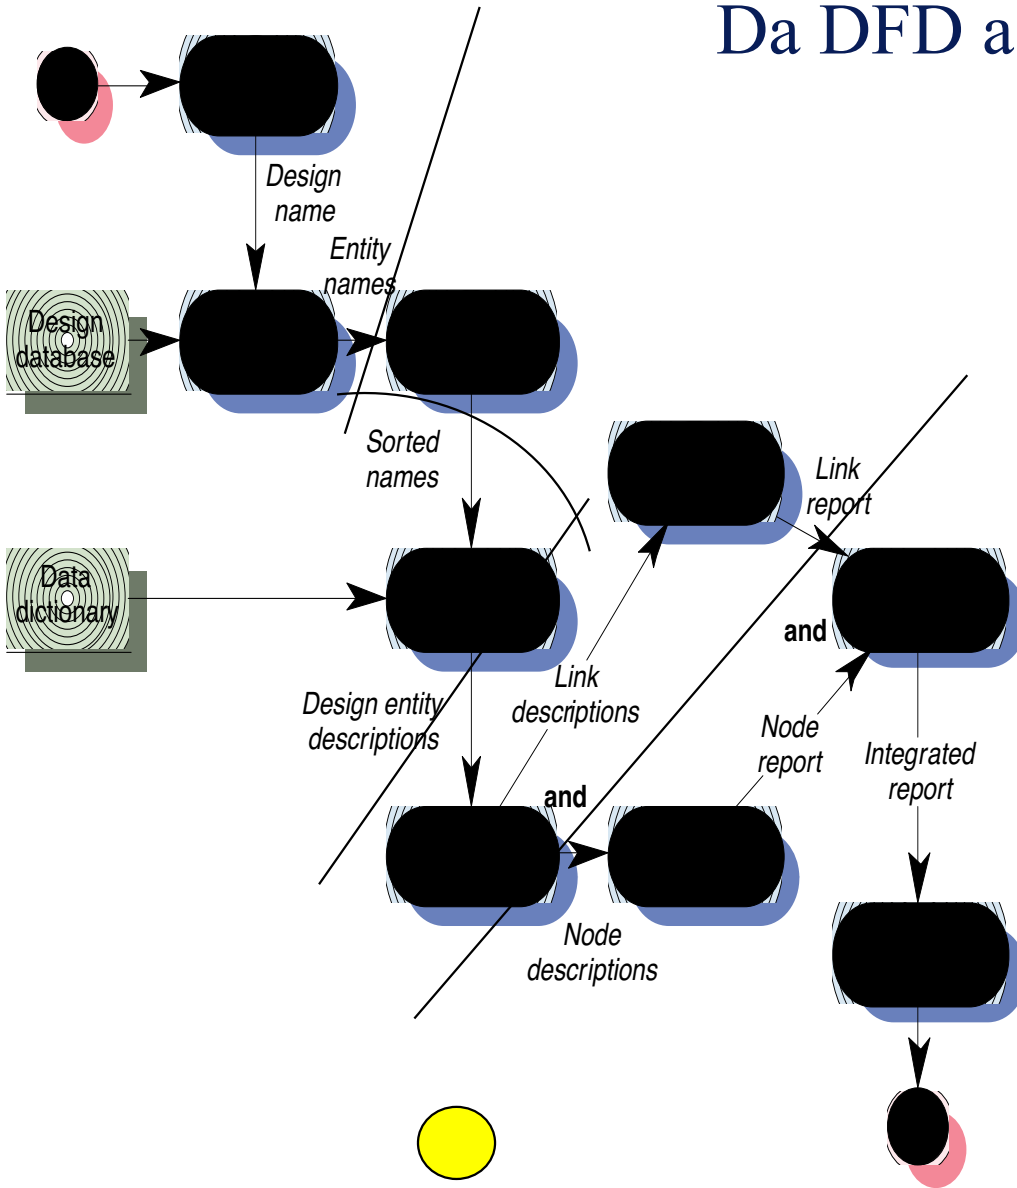 Da DFD a
Design
name
Entity
names
Design
database
Sorted
names
Link
report
Data
dictionary
and
Link
descriptions
Design entity
descriptions
Node
report
Integrated
report
and
Node
descriptions